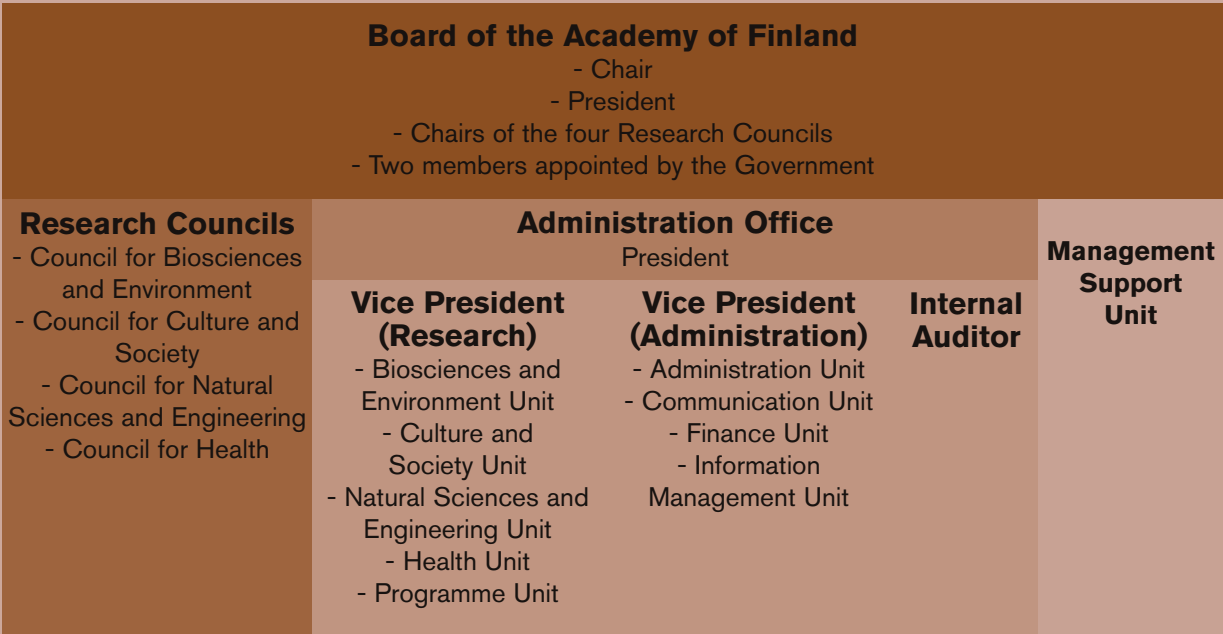 Board of the Academy of Finland
- Chair
- President
- Chairs of the four Research Councils
- Two members appointed by the Government
Research Councils
- Council for Biosciences
and Environment
- Council for Culture and
Society
- Council for Natural
Sciences and Engineering
- Council for Health
Administration Office
President
Vice President
(Research)
- Biosciences and
Environment Unit
- Culture and
Society Unit
- Natural Sciences and
Engineering Unit
- Health Unit
- Programme Unit
Vice President
(Administration)
- Administration Unit
- Communication Unit
- Finance Unit
- Information
Management Unit
Internal
Auditor
Management
Support
Unit